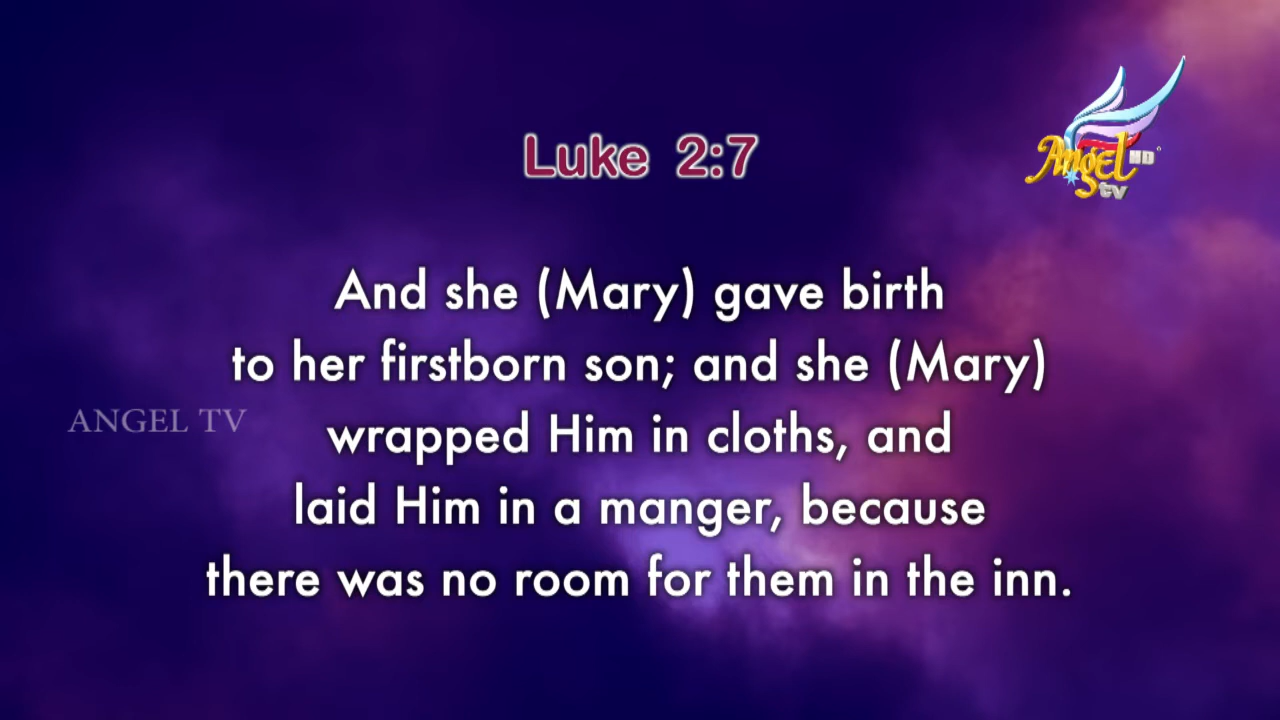 Luke 2:7
Angel HD
tv
And she (Mary) gave birth
to her firstborn son; and she (Mary)
ANGEL TV
wrapped Him in cloths, and
laid Him in a manger, because
there was no room for them in the inn.